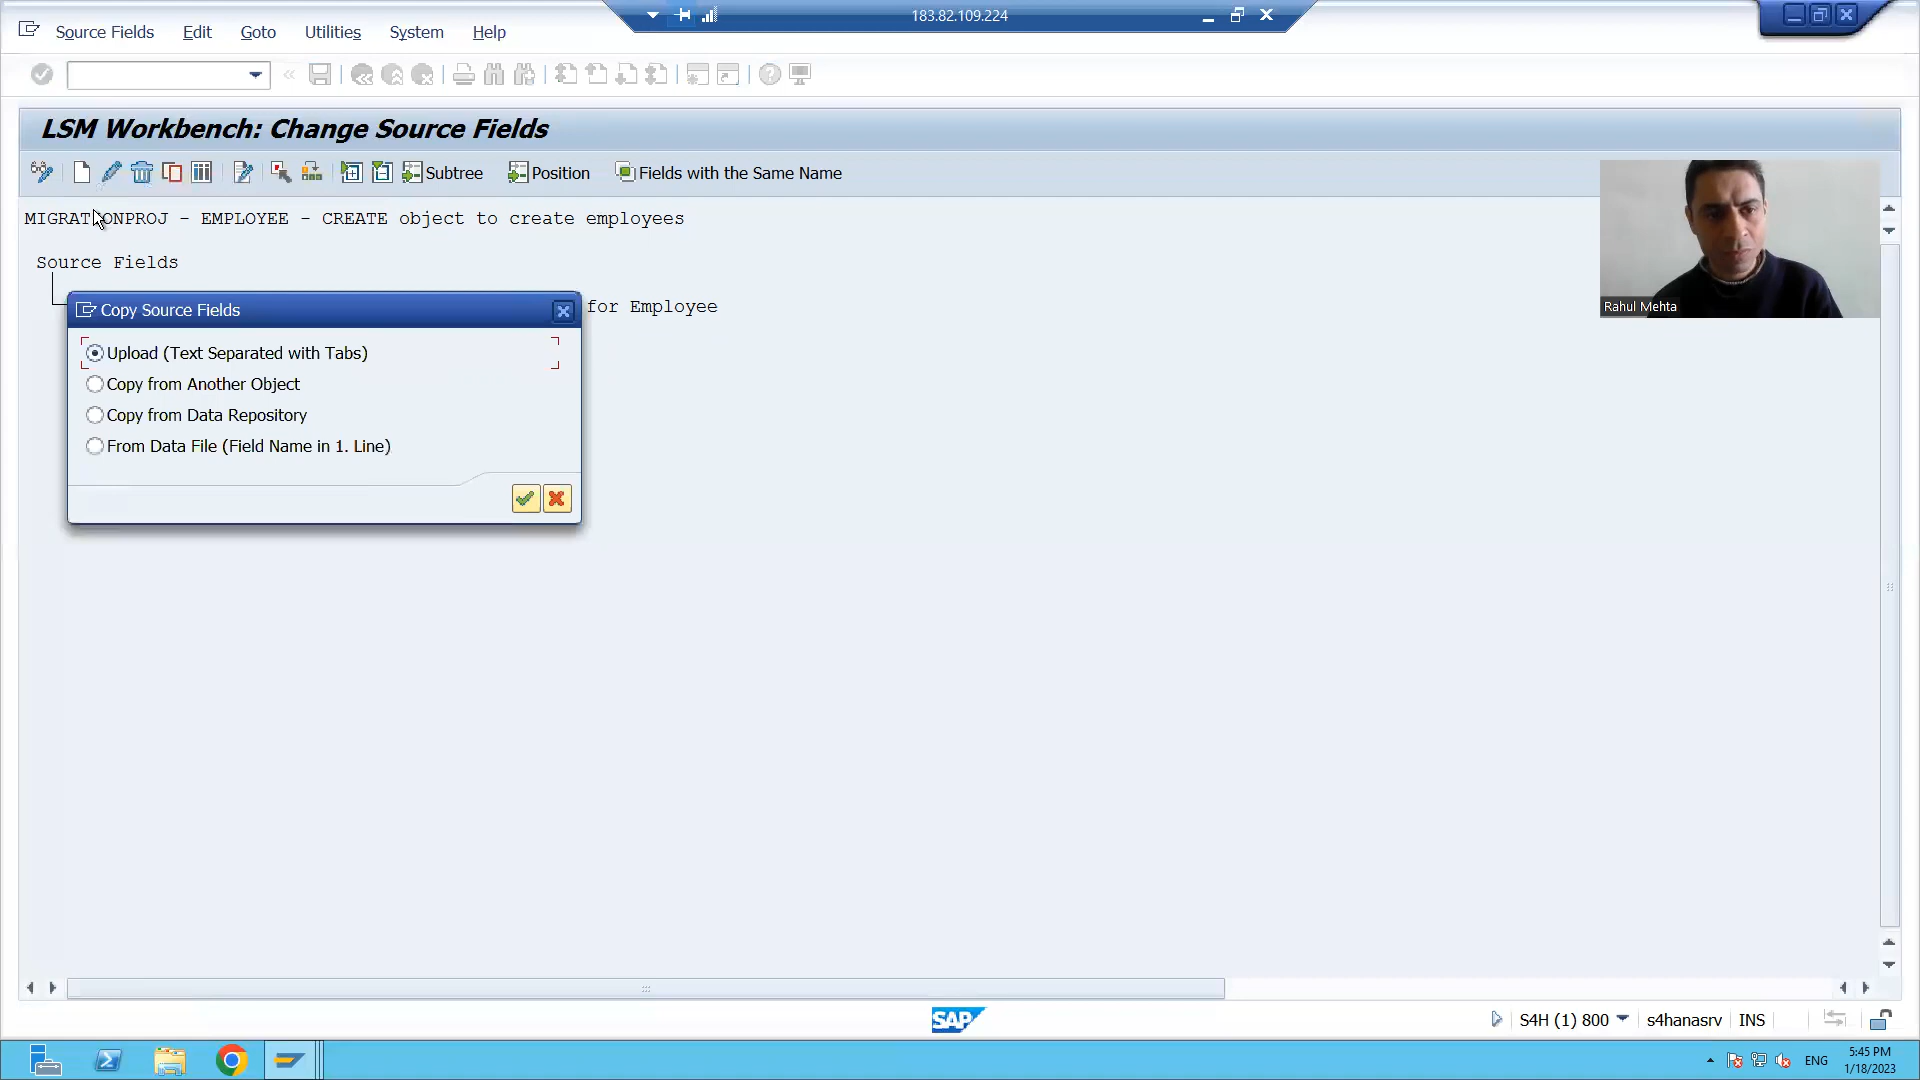 183.82.109.224
Source Fields Edit Goto Utilities System Help
LSM Workbench: Change Source Fields
Subtree Position Fields with the Same Name
MIGRATIONPROJ - EMPLOYEE - CREATE object to create employees
Source Fields
for Employee
Copy Source Fields
Upload (Text Separated with Tabs)
Copy from Another Object
Copy from Data Repository
From Data File (Field Name in 1. Line)
Rahul Mehta
SAP
S4H (1) 800 s4hanasrv INS
ENG
5:45 PM
1/18/2023